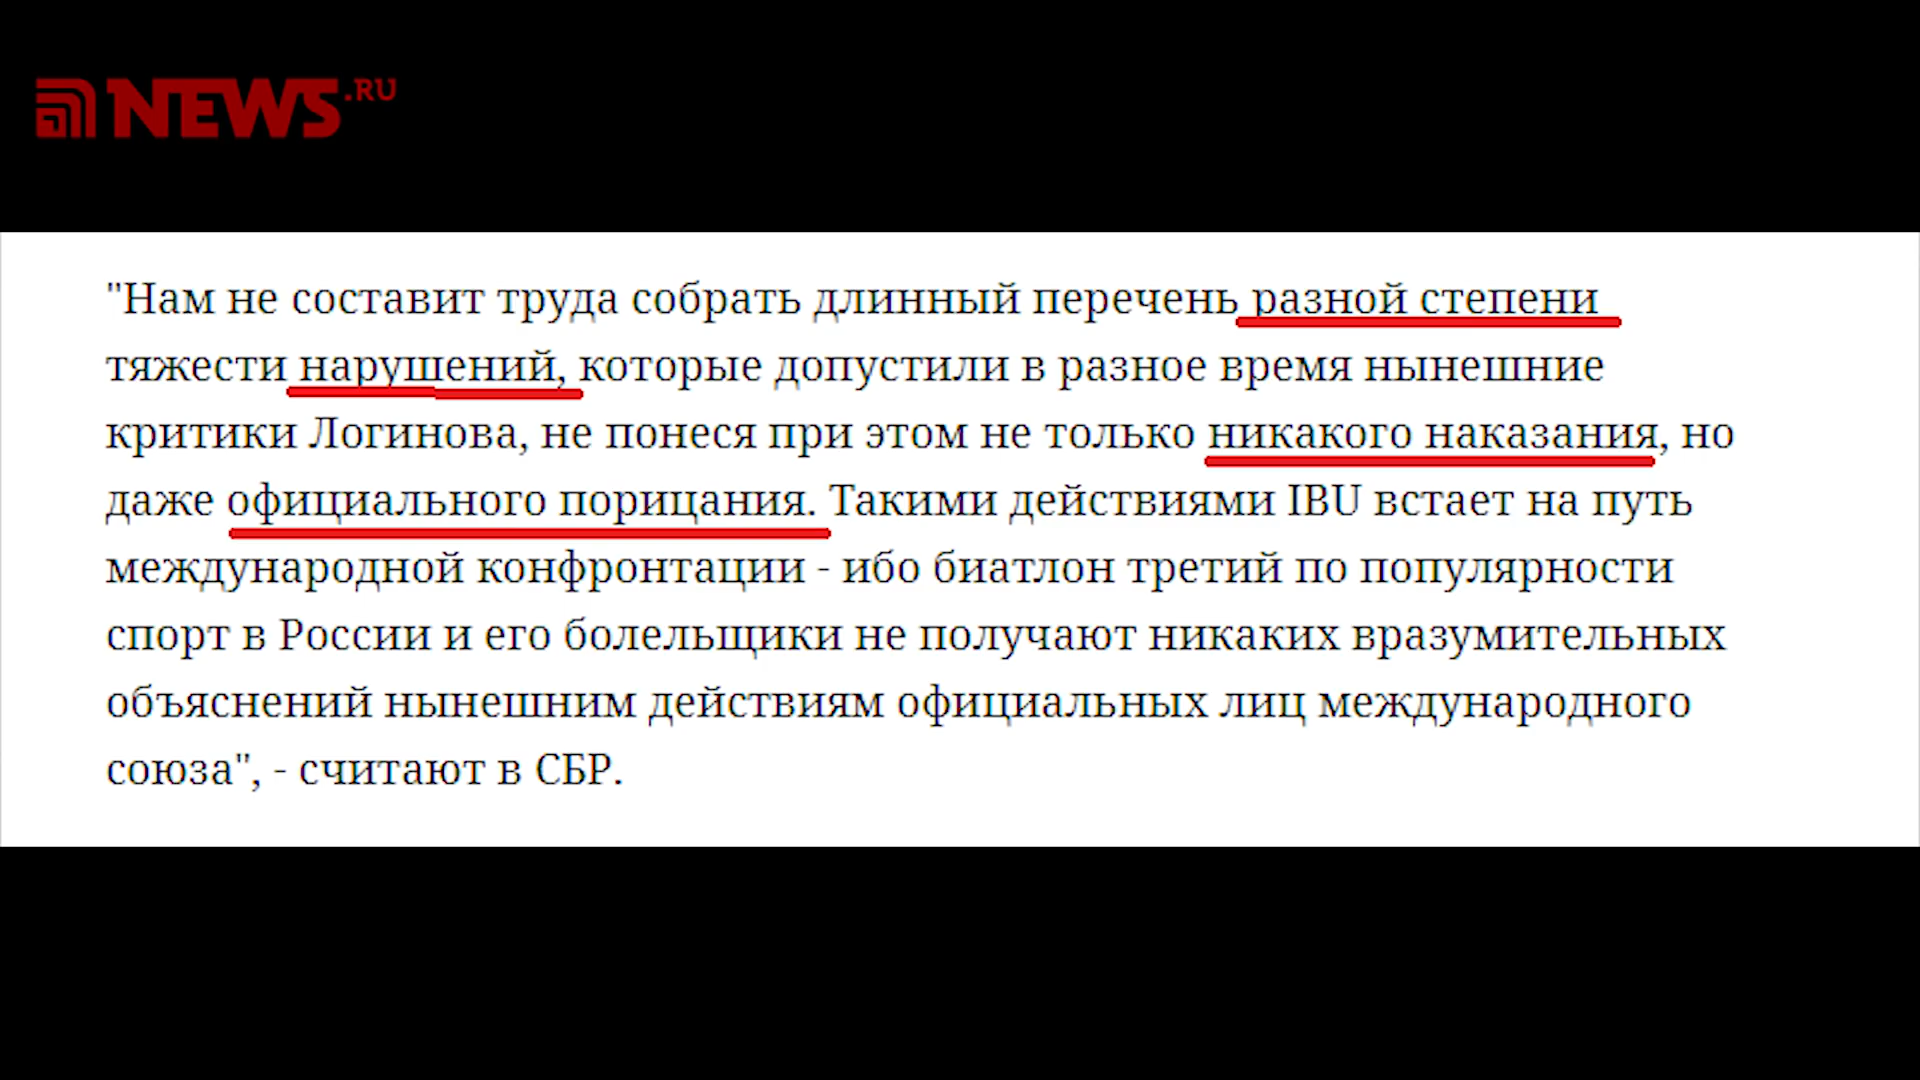 NEWS.RU
"Нам не составит труда собрать длинный перечень разной степени
тяжести нарушений, которые допустили в разное время нынешние
критики Логинова, не понеся при этом не только никакого наказания, но
даже официального порицания. Такими действиями IBU встает на путь
международной конфронтации - ибо биатлон третий по популярности
спорт в России и его болельщики не получают никаких вразумительных
объяснений нынешним действиям официальных лиц международного
союза", - считают в СБР.